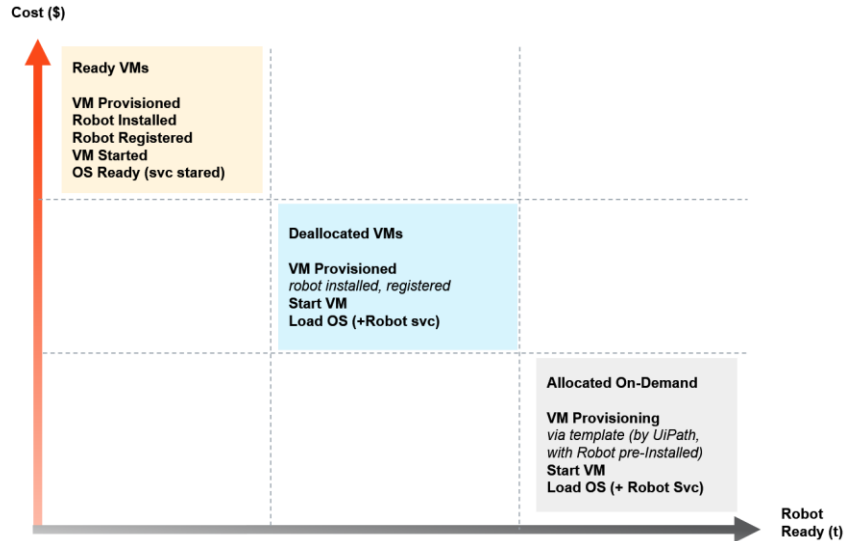 Cost ($)
Ready VMs
VM Provisioned
Robot Installed
Robot Registered
VM Started
OS Ready (svc stared)
Deallocated VMs
VM Provisioned
robot installed, registered
Start VM
Load OS (+Robot svc)
Allocated On-Demand
VM Provisioning
via template (by UiPath,
with Robot pre-Installed)
Start VM
Load OS (+ Robot Svc)
Robot
Ready (t)